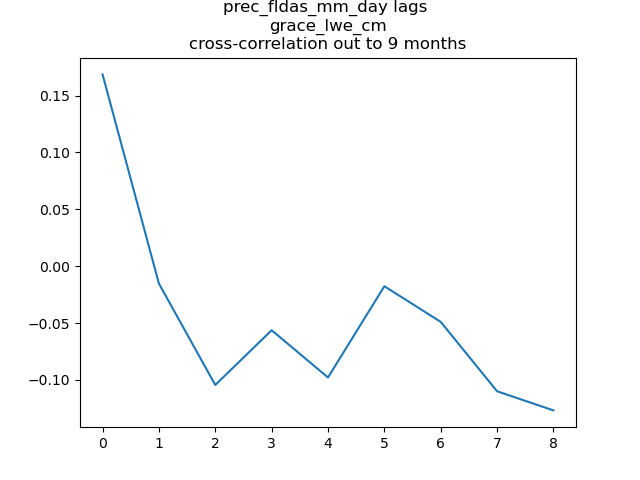 prec_fldas_mm_day lags
grace_lwe_cm
cross-correlation out to 9 months
0.15
0.10
0.05
0.00
−0.05
−0.10
0 1 2 3 4 5 6 7 8